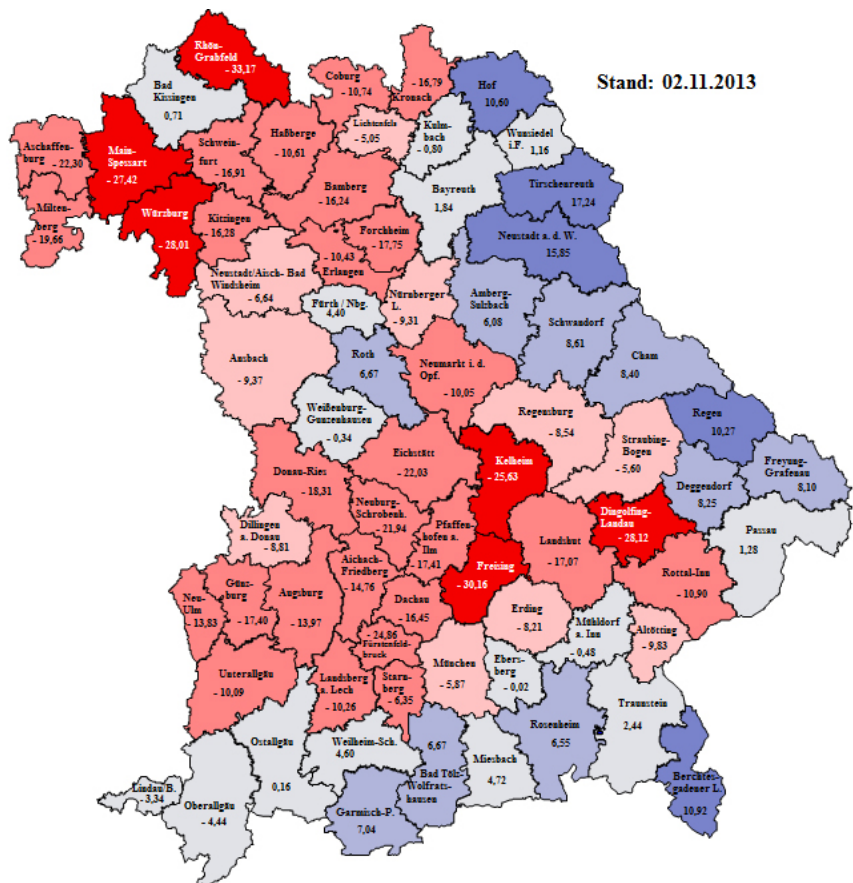 Rhön-
Grabfeld
- 33,17
Bad
Kissingen
0,71
Coburg
- 10,74
- 16,79
Kronach
Hof
10,60
Stand: 02.11.2013
Aschaffen-
burg
- 22,30
Main-
Spessart
- 27,42
Schwein-
furt
- 16,91
Haßberge
- 10,61
Lichtenfels
- 5,05
Kulm-
bach
- 0,80
Wunsiedel
i.F.
1,16
Milten-
berg
- 19,66
Würzburg
- 28,01
Kitzingen
- 16,28
Bamberg
- 16,24
Forchheim
- 17,75
Bayreuth
1,84
Tirschenreuth
17,24
Neustadt a. d. W.
15,85
- 10,43
Erlangen
Neustadt/Aisch- Bad
Windsheim
- 6,64
Fürth / Nbg.
4,40
Nürnberger
L.
- 9,31
Amberg-
Sulzbach
6,08
Schwandorf
8,61
Cham
8,40
Ansbach
- 9,37
Roth
6,67
Neumarkt i. d.
Opf.
- 10,05
Weißenburg-
Gunzenhausen
- 0,34
Regensburg
- 8,54
Straubing-
Bogen
- 5,60
Regen
10,27
Freyung-
Grafenau
8,10
Deggendorf
8,25
Passau
1,28
Donau-Ries
- 18,31
Eichstätt
- 22,03
Kelheim
- 25,63
Dingolfing-
Landau
- 28,12
Dillingen
a. Donau
- 8,81
Neuburg-
Schrobenh.
- 21,94
Pfaffen-
hofen a.
Ilm
- 17,41
Landshut
- 17,07
Rottal-Inn
- 10,90
Neu-
Ulm
- 13,83
Günz-
burg
- 17,40
Augsburg
- 13,97
Aichach-
Friedberg
- 14,76
Dachau
- 16,45
Freising
- 30,16
Erding
- 8,21
Mühldorf
a. Inn
- 0,48
Altötting
- 9,83
- 24,86
Fürstenfeld-
bruck
München
- 5,87
Ebers-
berg
- 0,02
Unterallgäu
- 10,09
Landsberg
a. Lech
- 10,26
Starn-
berg
- 6,35
Traunstein
2,44
Rosenheim
6,55
Ostallgäu
0,16
Weilheim-Sch.
4,60
6,67
Bad Tölz-
Wolfrats-
hausen
Miesbach
4,72
Berchtes-
gadener L.
10,92
Lindau/B.
- 3,34
Oberallgäu
- 4,44
Garmisch-P.
7,04